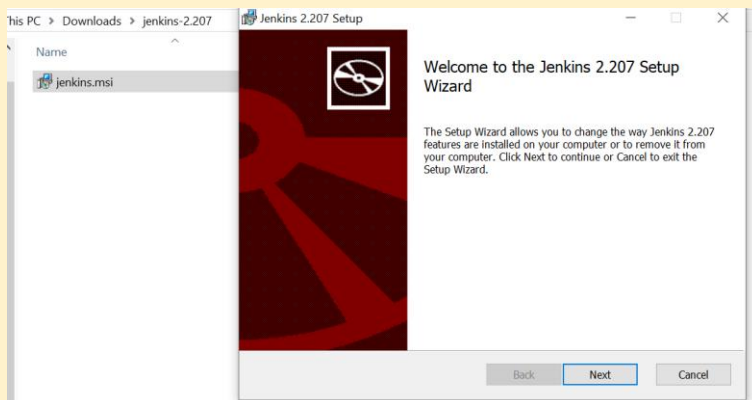 This PC > Downloads > jenkins-2.207
Name
jenkins.msi
Jenkins 2.207 Setup
Welcome to the Jenkins 2.207 Setup
Wizard
The Setup Wizard allows you to change the way Jenkins 2.207
features are installed on your computer or to remove it from
your computer. Click Next to continue or Cancel to exit the
Setup Wizard.
Back Next Cancel